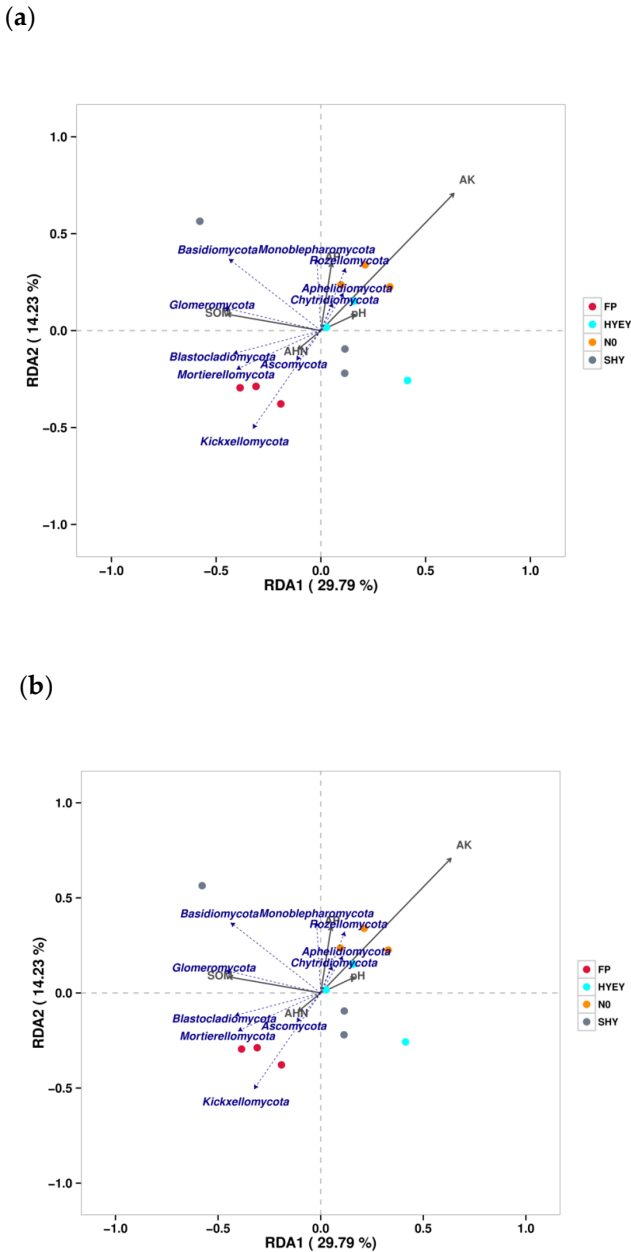 (a)
1.0
AK
0.5
Basidiomycota
Monoblepharomycota
Rozellomycota
Aphelidiomycota
Chytridiomycota
Glomeromycota
SOM
pH
0.0
AHN
Blastocladiomycota
Ascomycota
Mortierellomycota
Kickxellomycota
−0.5
−1.0
RDA2 ( 14.23 %)
−1.0
−0.5
0.0
0.5
1.0
RDA1 ( 29.79 %)
FP
HYEY
N0
SHY
(b)
1.0
AK
0.5
Basidiomycota
Monoblepharomycota
Rozellomycota
Aphelidiomycota
Chytridiomycota
Glomeromycota
SOM
pH
0.0
AHN
Blastocladiomycota
Ascomycota
Mortierellomycota
Kickxellomycota
−0.5
−1.0
RDA2 ( 14.23 %)
−1.0
−0.5
0.0
0.5
1.0
RDA1 ( 29.79 %)
FP
HYEY
N0
SHY